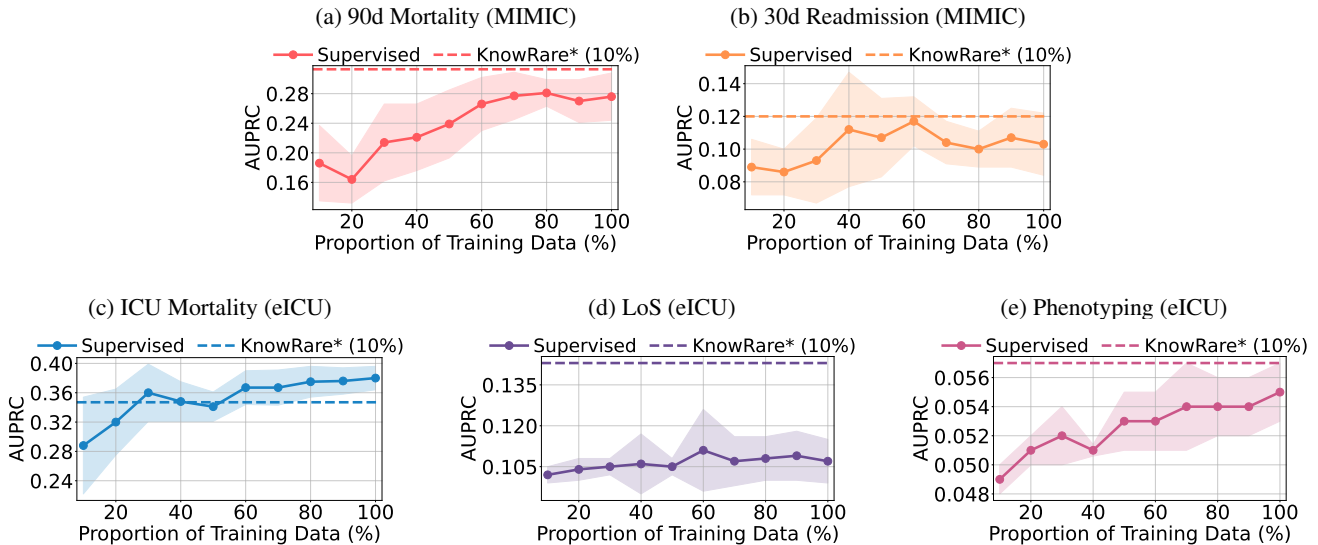 (a) 90d Mortality (MIMIC)
Supervised KnowRare* (10%)
AUPRC
0.28
0.24
0.20
0.16
20 40 60 80 100
Proportion of Training Data (%)
(b) 30d Readmission (MIMIC)
Supervised KnowRare* (10%)
AUPRC
0.14
0.12
0.10
0.08
20 40 60 80 100
Proportion of Training Data (%)
(c) ICU Mortality (eICU)
Supervised KnowRare* (10%)
AUPRC
0.40
0.36
0.32
0.28
0.24
20 40 60 80 100
Proportion of Training Data (%)
(d) LoS (eICU)
Supervised KnowRare* (10%)
AUPRC
0.135
0.120
0.105
20 40 60 80 100
Proportion of Training Data (%)
(e) Phenotyping (eICU)
Supervised KnowRare* (10%)
AUPRC
0.056
0.054
0.052
0.050
0.048
20 40 60 80 100
Proportion of Training Data (%)